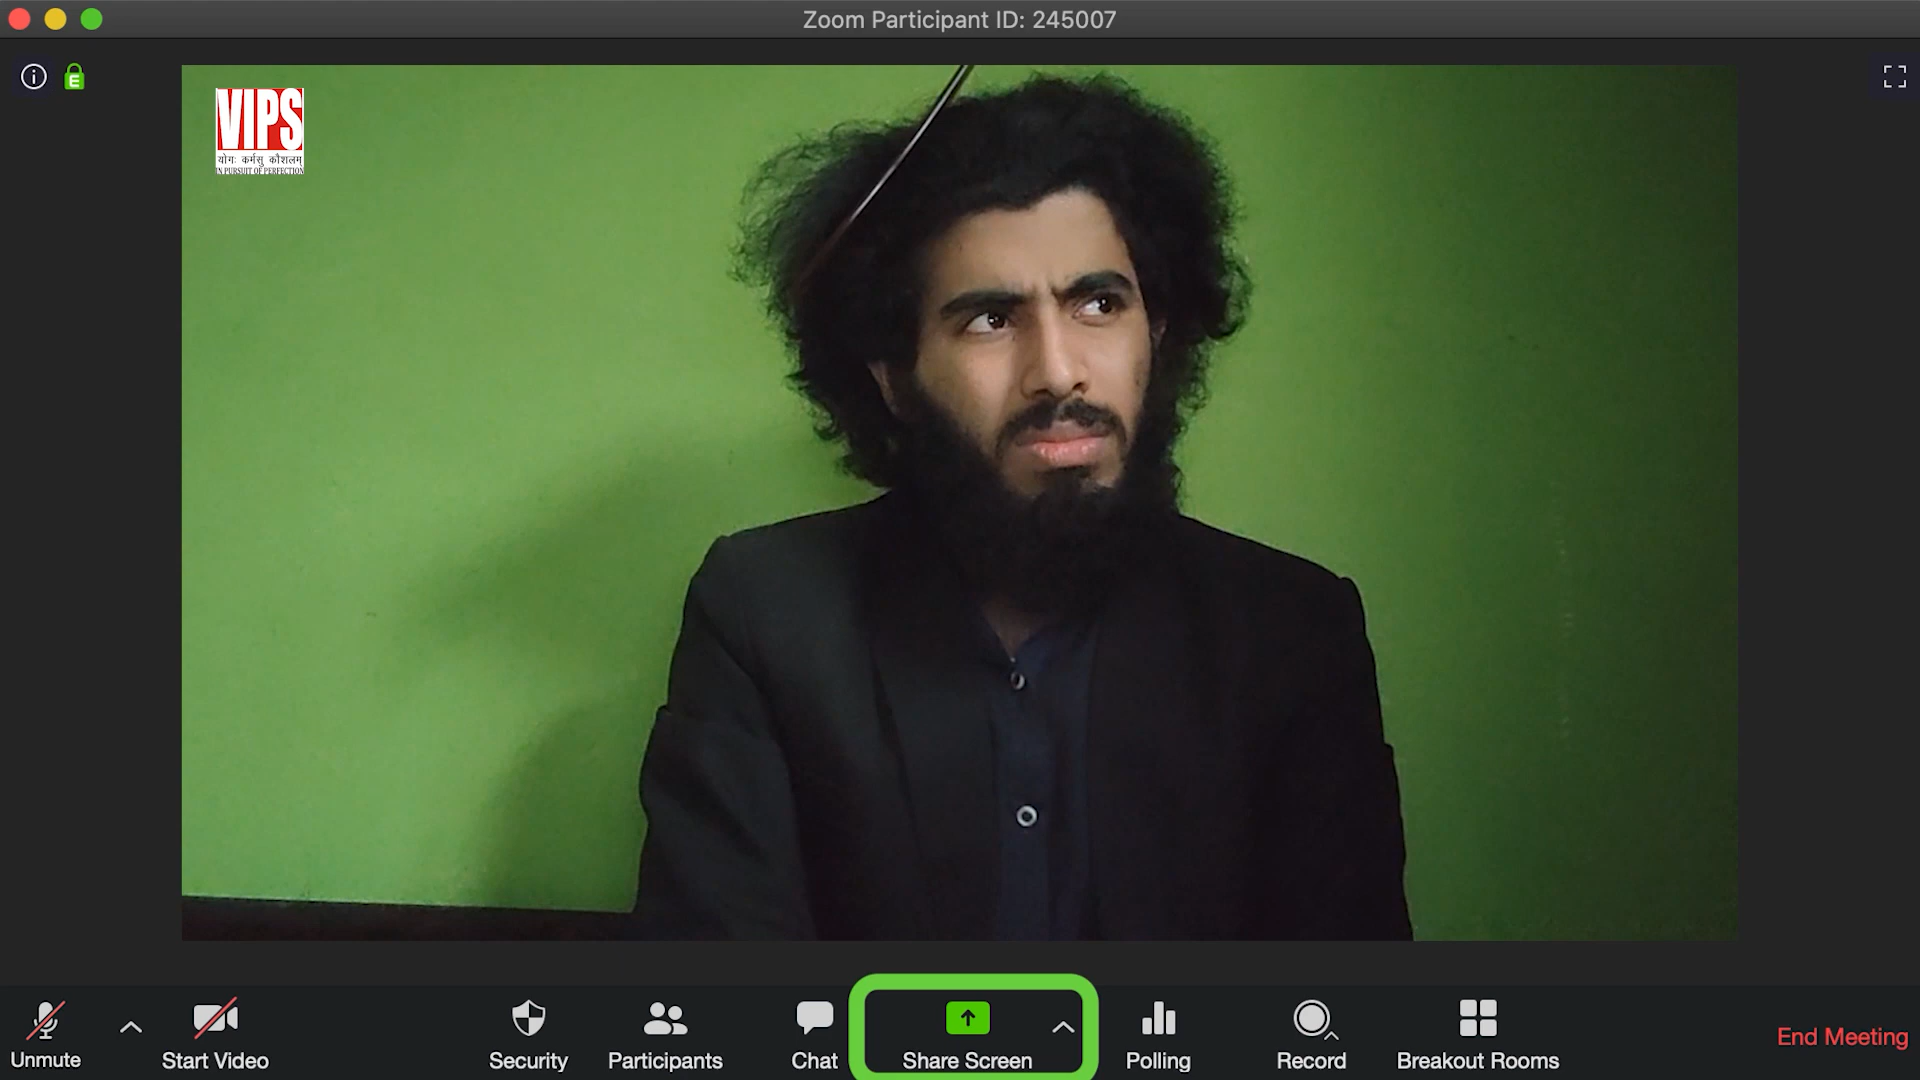 Zoom Participant ID: 245007
E
VIPS
योगः कर्मसु कौशलम्
IN PURSUIT OF PERFECTION
Unmute
Start Video
Security
Participants
Chat
Share Screen
Polling
Record
Breakout Rooms
End Meeting